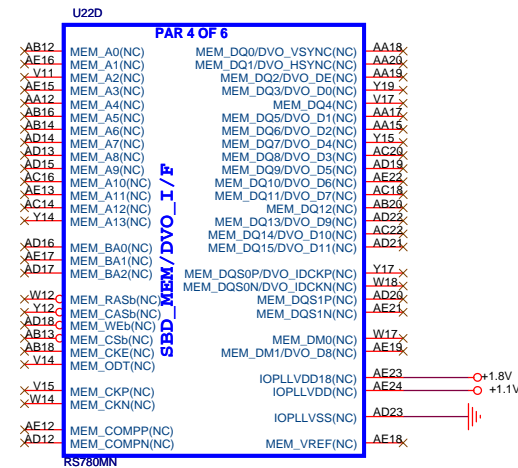 U22D
PAR 4 OF 6
AB12 MEM_A0(NC) MEM_DQ0/DVO_VSYNC(NC) AA18
AE16 MEM_A1(NC) MEM_DQ1/DVO_HSYNC(NC) AA20
V11 MEM_A2(NC) MEM_DQ2/DVO_DE(NC) AA19
AE15 MEM_A3(NC) MEM_DQ3/DVO_D0(NC) Y19
AA12 MEM_A4(NC) MEM_DQ4(NC) V17
AB16 MEM_A5(NC) MEM_DQ5/DVO_D1(NC) AA17
AB14 MEM_A6(NC) MEM_DQ6/DVO_D2(NC) AA15
AD14 MEM_A7(NC) MEM_DQ7/DVO_D4(NC) Y15
AD13 MEM_A8(NC) MEM_DQ8/DVO_D3(NC) AC20
AD15 MEM_A9(NC) MEM_DQ9/DVO_D5(NC) AD19
AC16 MEM_A10(NC) MEM_DQ10/DVO_D6(NC) AE22
AE13 MEM_A11(NC) MEM_DQ11/DVO_D7(NC) AC18
AC14 MEM_A12(NC) MEM_DQ12(NC) AB20
Y14 MEM_A13(NC) MEM_DQ13/DVO_D9(NC) AD22
MEM_DQ14/DVO_D10(NC) AC22
AD16 MEM_BA0(NC) MEM_DQ15/DVO_D11(NC) AD21
AE17 MEM_BA1(NC)
AD17 MEM_BA2(NC) MEM_DQS0P/DVO_IDCKP(NC) Y17
MEM_DQS0N/DVO_IDCKN(NC) W18
W12 MEM_RASb(NC) MEM_DQS1P(NC) AD20
Y12 MEM_CASb(NC) MEM_DQS1N(NC) AE21
AD18 MEM_WEb(NC)
AB13 MEM_CSb(NC) MEM_DM0(NC) W17
AB18 MEM_CKE(NC) MEM_DM1/DVO_D8(NC) AE19
V14 MEM_ODT(NC)
IOPLLVDD18(NC) AE23 +1.8V
V15 MEM_CKP(NC) IOPLLVDD(NC) AE24 +1.1V
W14 MEM_CKN(NC)
IOPLLVSS(NC) AD23
AE12 MEM_COMPP(NC)
AD12 MEM_COMPN(NC) MEM_VREF(NC) AE18
SBD_MEM/DVO_I/F
RS780MN